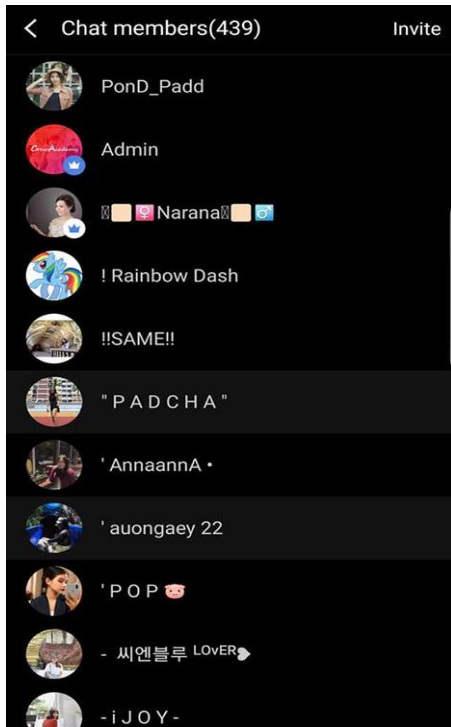 Chat members(439)
Invite
PonD_Padd
Admin
Narana
! Rainbow Dash
!!SAME!!
" P A D C H A "
' AnnaannA •
' auongaey 22
' P O P 🐷
- 씨엔블루 ᴸᴼᵛᴱᴿ❥
- i J O Y -